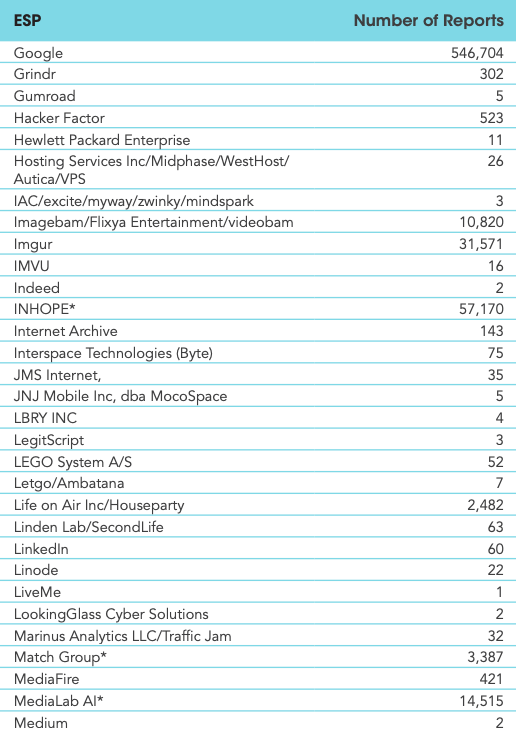 ESP Number of Reports
Google 546,704
Grindr 302
Gumroad 5
Hacker Factor 523
Hewlett Packard Enterprise 11
Hosting Services Inc/Midphase/WestHost/ 26
Autica/VPS
IAC/excite/myway/zwinky/mindspark 3
Imagebam/Flixya Entertainment/videobam 10,820
Imgur 31,571
IMVU 16
Indeed 2
INHOPE* 57,170
Internet Archive 143
Interspace Technologies (Byte) 75
JMS Internet, 35
JNJ Mobile Inc, dba MocoSpace 5
LBRY INC 4
LegitScript 3
LEGO System A/S 52
Letgo/Ambatana 7
Life on Air Inc/Houseparty 2,482
Linden Lab/SecondLife 63
LinkedIn 60
Linode 22
LiveMe 1
LookingGlass Cyber Solutions 2
Marinus Analytics LLC/Traffic Jam 32
Match Group* 3,387
MediaFire 421
MediaLab AI* 14,515
Medium 2